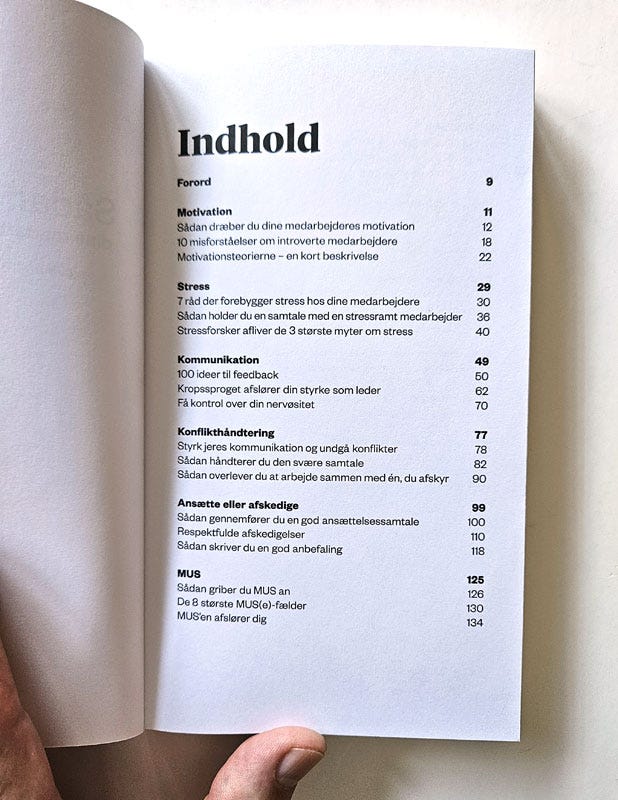 Indhold
Forord 9
Motivation 11
Sådan dræber du dine medarbejderes motivation 12
10 misforståelser om introverte medarbejdere 18
Motivationsteorierne – en kort beskrivelse 22
Stress 29
7 råd der forebygger stress hos dine medarbejdere 30
Sådan holder du en samtale med en stressramt medarbejder 36
Stressforsker afliver de 3 største myter om stress 40
Kommunikation 49
100 ideer til feedback 50
Kropssproget afslører din styrke som leder 62
Få kontrol over din nervøsitet 70
Konflikthåndtering 77
Styrk jeres kommunikation og undgå konflikter 78
Sådan håndterer du den svære samtale 82
Sådan overlever du at arbejde sammen med én, du afskyr 90
Ansætte eller afskedige 99
Sådan gennemfører du en god ansættelsessamtale 100
Respektfulde afskedigelser 110
Sådan skriver du en god anbefaling 118
MUS 125
Sådan griber du MUS an 126
De 8 største MUS(e)-fælder 130
MUS'en afslører dig 134